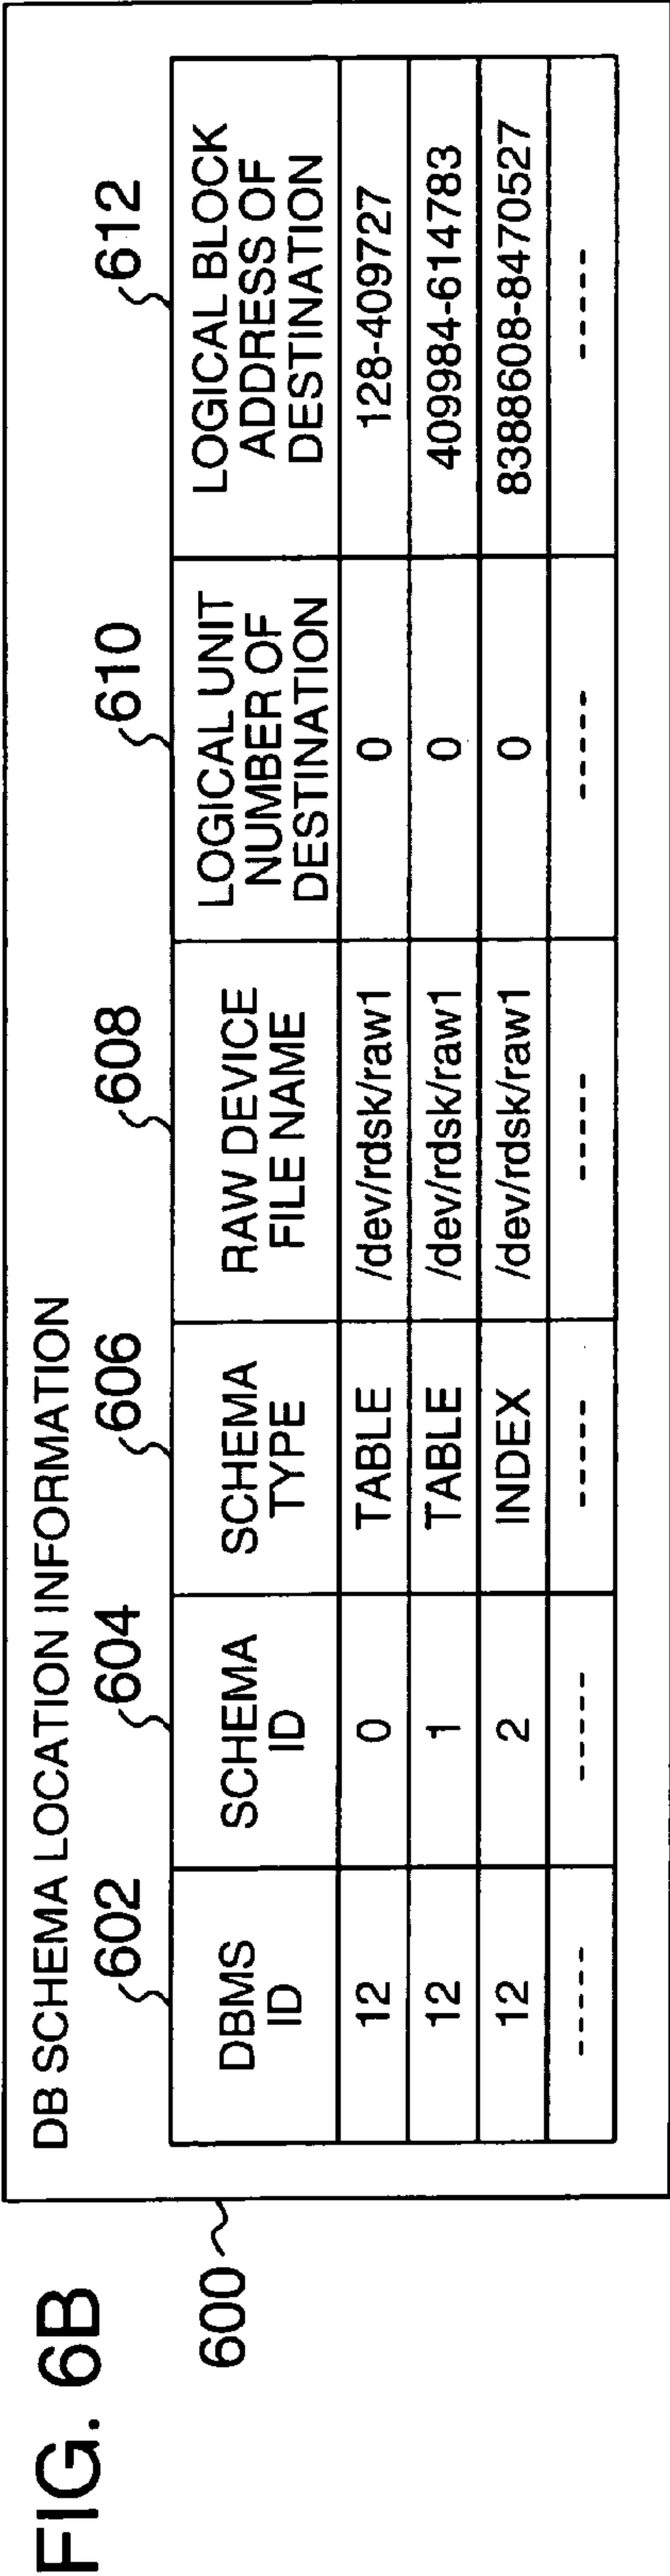 FIG. 6B
600
DB SCHEMA LOCATION INFORMATION
602 604 606 608 610 612
DBMS ID SCHEMA ID SCHEMA TYPE RAW DEVICE FILE NAME LOGICAL UNIT NUMBER OF DESTINATION LOGICAL BLOCK ADDRESS OF DESTINATION
12 0 TABLE /dev/rdsk/raw1 0 128-409727
12 1 TABLE /dev/rdsk/raw1 0 409984-614783
12 2 INDEX /dev/rdsk/raw1 0 8388608-8470527
----- ----- ----- ----- ----- -----